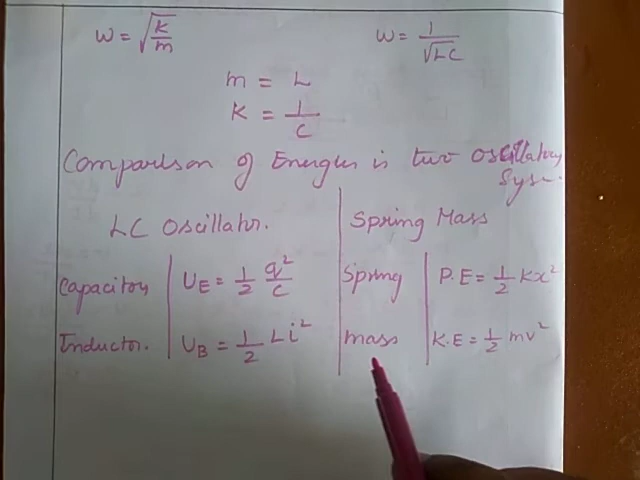 ω = √k/m ω = 1/√LC
m = L
K = 1/C
Comparison of Energies is two oscillatory
Sys-.
LC Oscillator. Spring Mass
Capacitor U_E = 1/2 q²/C Spring P.E = 1/2 Kx²
Inductor. U_B = 1/2 Li² mass K.E = 1/2 mv²